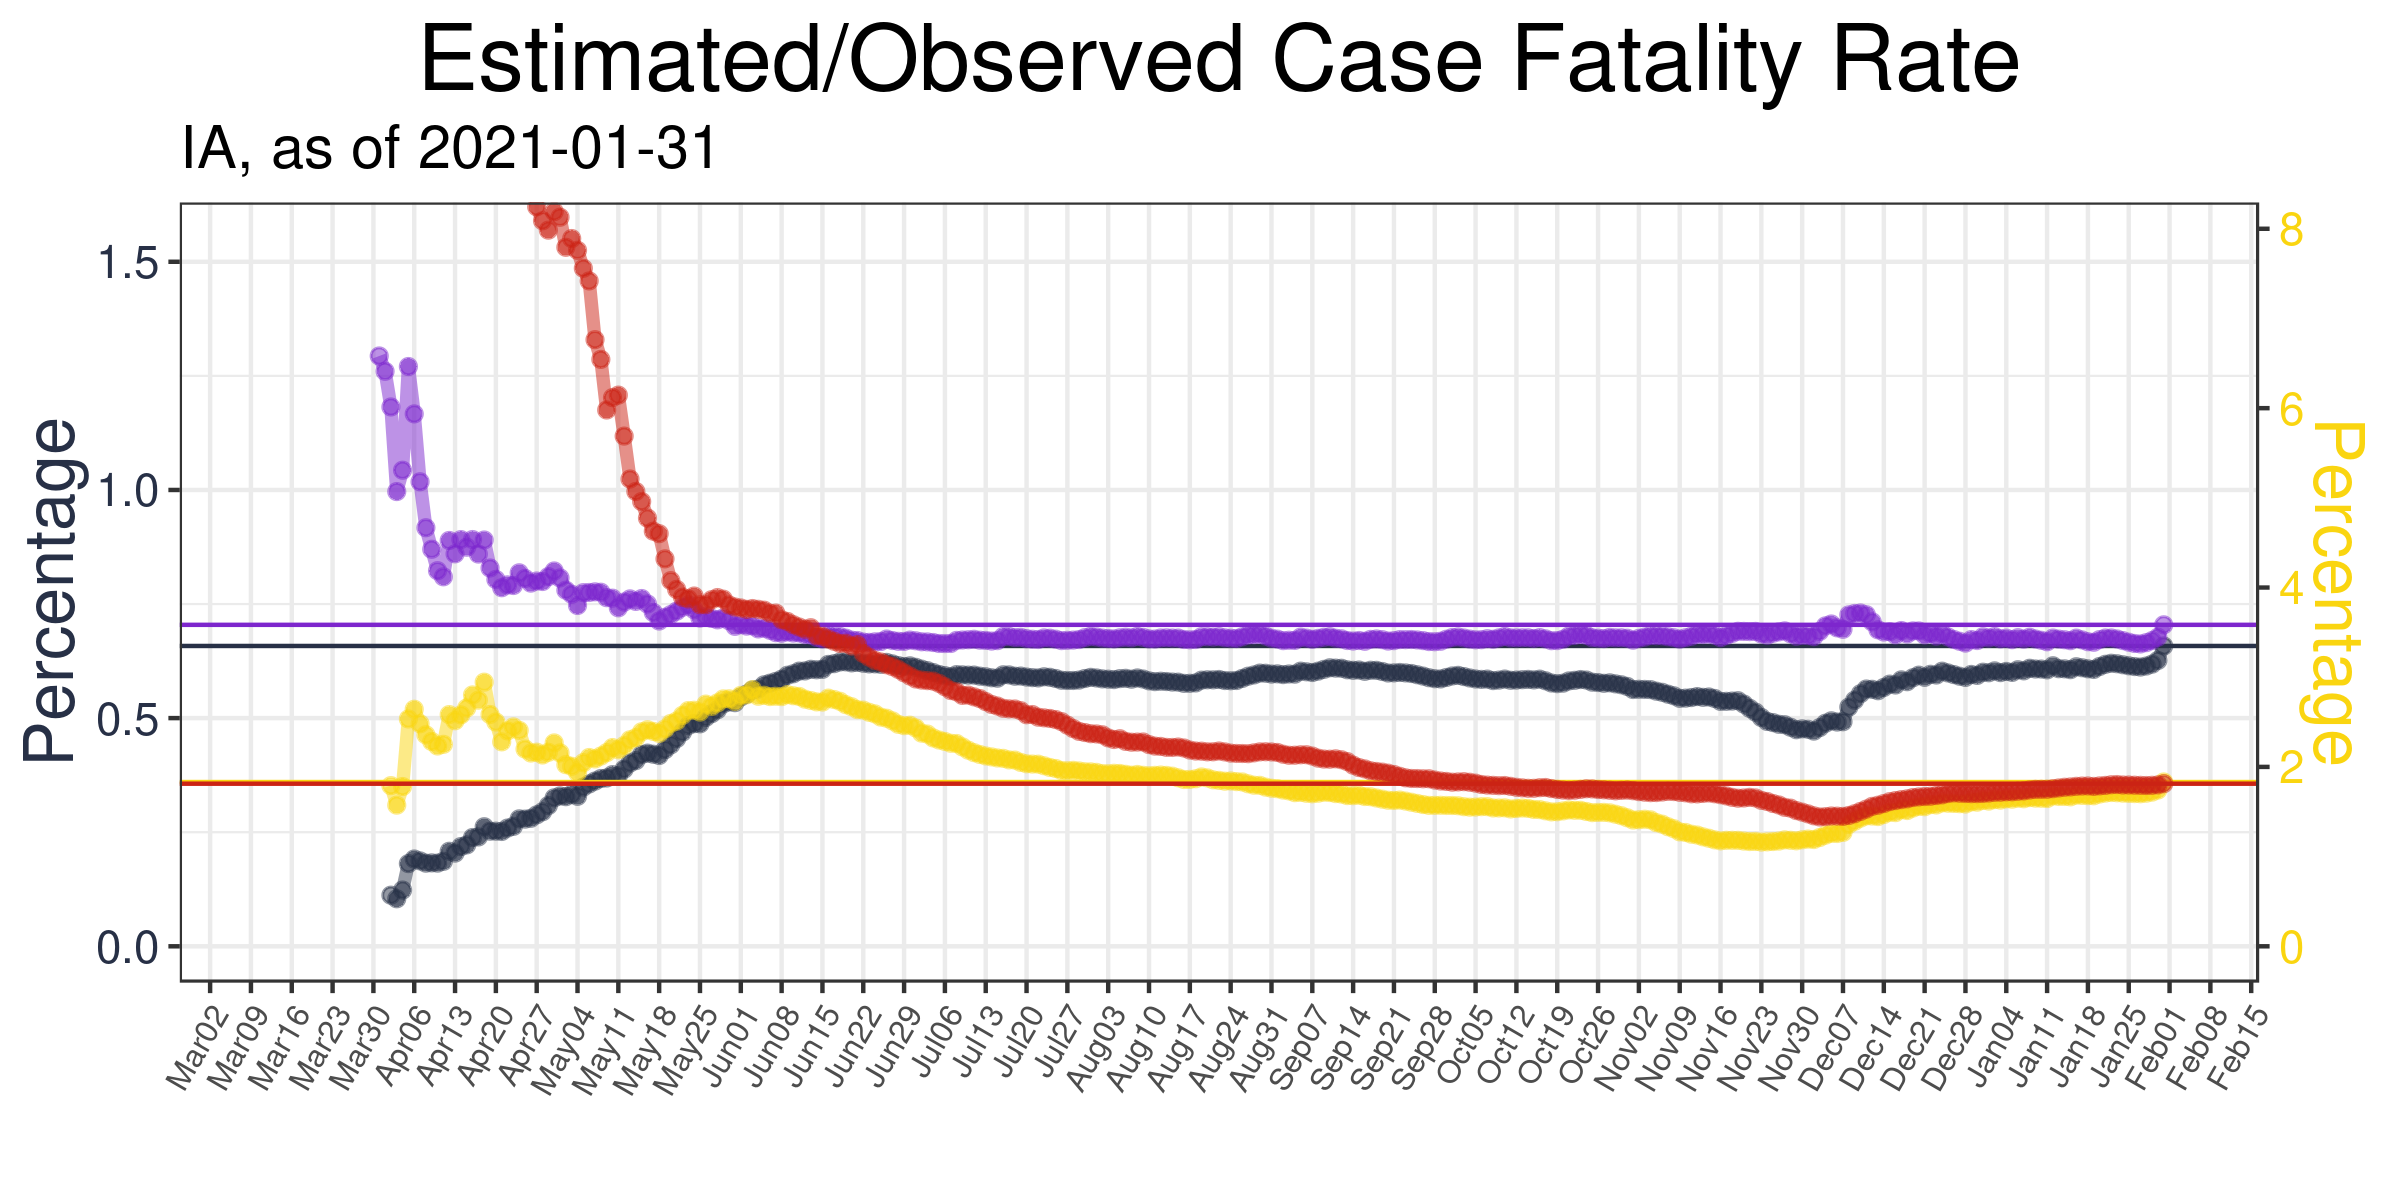 Estimated/Observed Case Fatality Rate
IA, as of 2021-01-31
Percentage
1.5
1.0
0.5
0.0
8
6
4
2
0
Percentage
Mar02
Mar09
Mar16
Mar23
Mar30
Apr06
Apr13
Apr20
Apr27
May04
May11
May18
May25
Jun01
Jun08
Jun15
Jun22
Jun29
Jul06
Jul13
Jul20
Jul27
Aug03
Aug10
Aug17
Aug24
Aug31
Sep07
Sep14
Sep21
Sep28
Oct05
Oct12
Oct19
Oct26
Nov02
Nov09
Nov16
Nov23
Nov30
Dec07
Dec14
Dec21
Dec28
Jan04
Jan11
Jan18
Jan25
Feb01
Feb08
Feb15